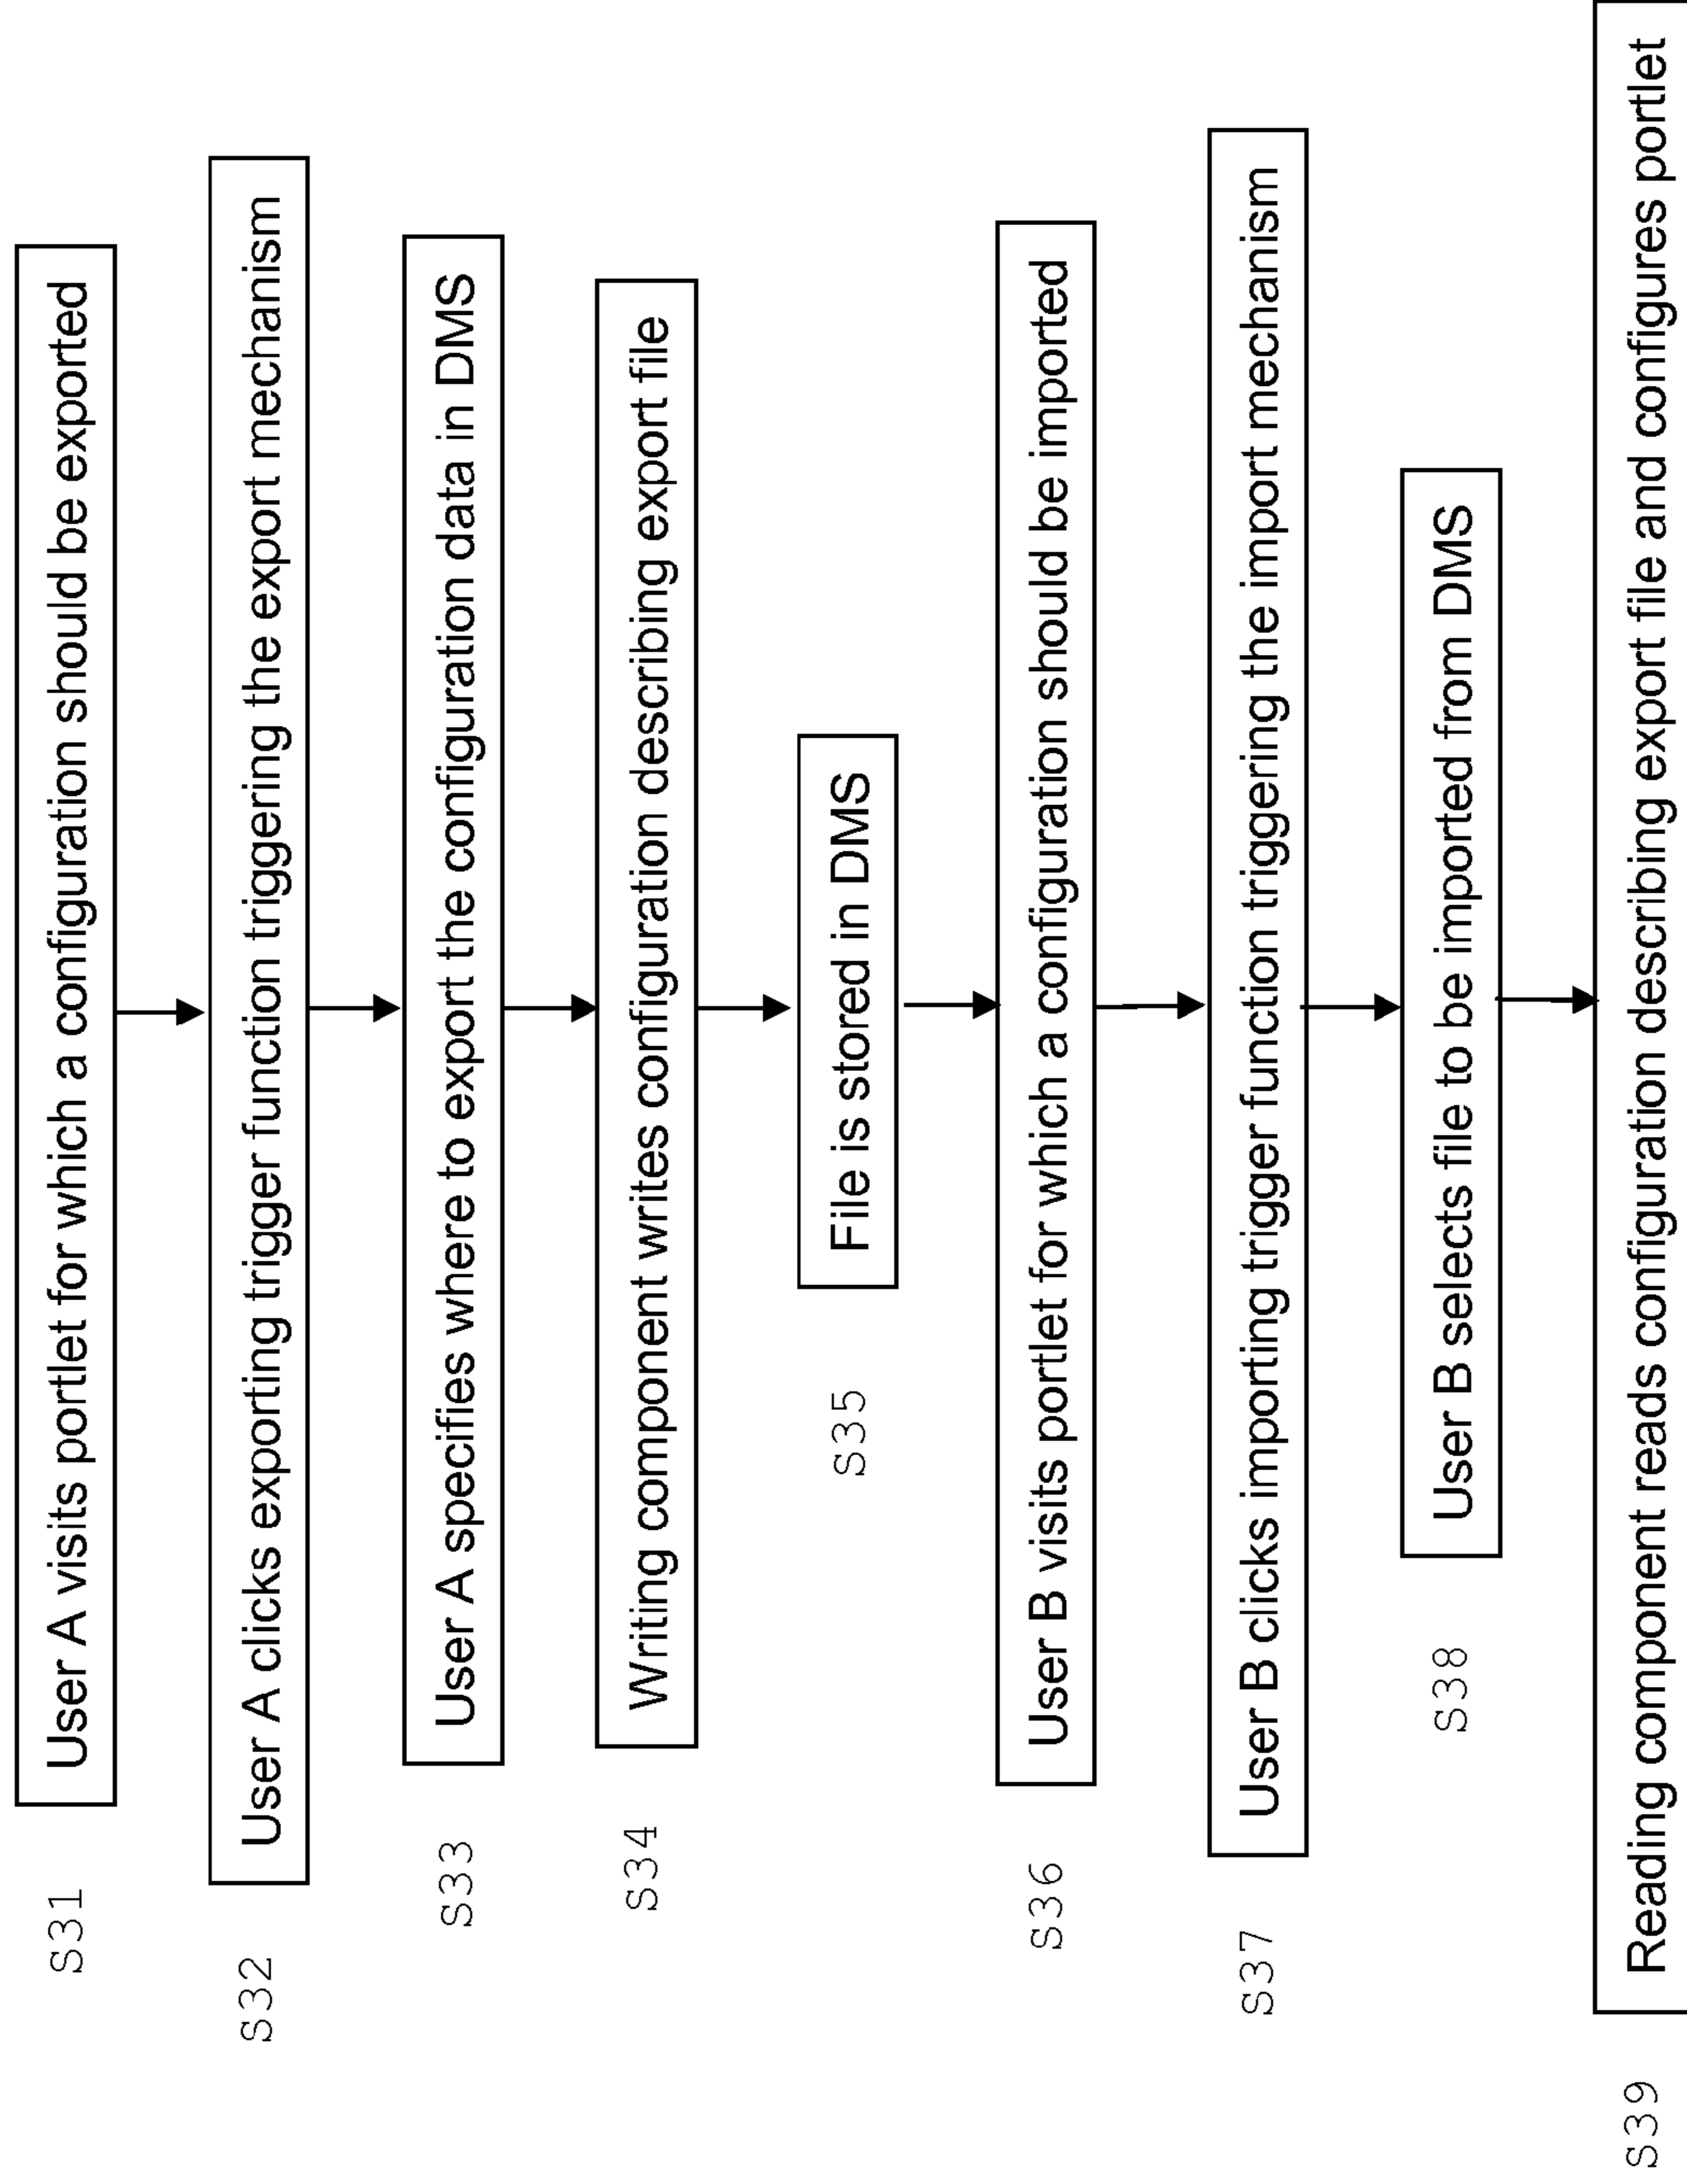 S31 User A visits portlet for which a configuration should be exported
S32 User A clicks exporting trigger function triggering the export mechanism
S33 User A specifies where to export the configuration data in DMS
S34 Writing component writes configuration describing export file
S35 File is stored in DMS
S36 User B visits portlet for which a configuration should be imported
S37 User B clicks importing trigger function triggering the import mechanism
S38 User B selects file to be imported from DMS
S39 Reading component reads configuration describing export file and configures portlet